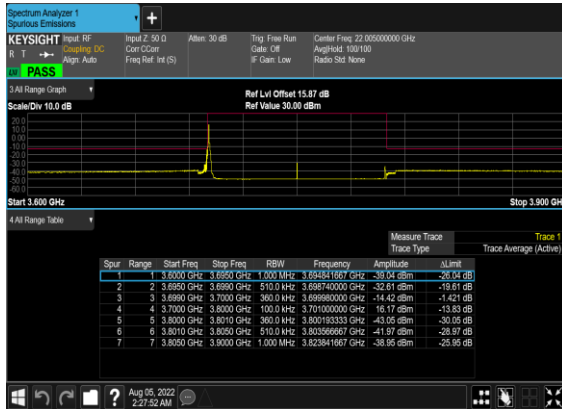 Spectrum Analyzer 1
Spurious Emissions
+
KEYSIGHT Input: RF Input Z: 50 Ω Atten: 30 dB Trig: Free Run Center Freq: 22.005000000 GHz
R T Coupling: DC Corr CCorr Gate: Off Avg|Hold: 100/100
Align: Auto Freq Ref: Int (S) IF Gain: Low Radio Std: None
PASS
3 All Range Graph
Ref Lvl Offset 15.87 dB
Scale/Div 10.0 dB Ref Value 30.00 dBm
20.0
10.0
0.00
-10.0
-20.0
-30.0
-40.0
-50.0
-60.0
Start 3.600 GHz Stop 3.900 GH
4 All Range Table
Measure Trace Trace 1
Trace Type Trace Average (Active)
Spur Range Start Freq Stop Freq RBW Frequency Amplitude ΔLimit
1 1 3.6000 GHz 3.6950 GHz 1.000 MHz 3.694841667 GHz -39.04 dBm -26.04 dB
2 2 3.6950 GHz 3.6990 GHz 510.0 kHz 3.698740000 GHz -32.61 dBm -19.61 dB
3 3 3.6990 GHz 3.7000 GHz 360.0 kHz 3.699980000 GHz -14.42 dBm -1.421 dB
4 4 3.7000 GHz 3.8000 GHz 100.0 kHz 3.701000000 GHz 16.17 dBm -13.83 dB
5 5 3.8000 GHz 3.8010 GHz 360.0 kHz 3.800193333 GHz -43.05 dBm -30.05 dB
6 6 3.8010 GHz 3.8050 GHz 510.0 kHz 3.803566667 GHz -41.97 dBm -28.97 dB
7 7 3.8050 GHz 3.9000 GHz 1.000 MHz 3.823841667 GHz -38.95 dBm -25.95 dB
? Aug 05, 2022
2:27:52 AM